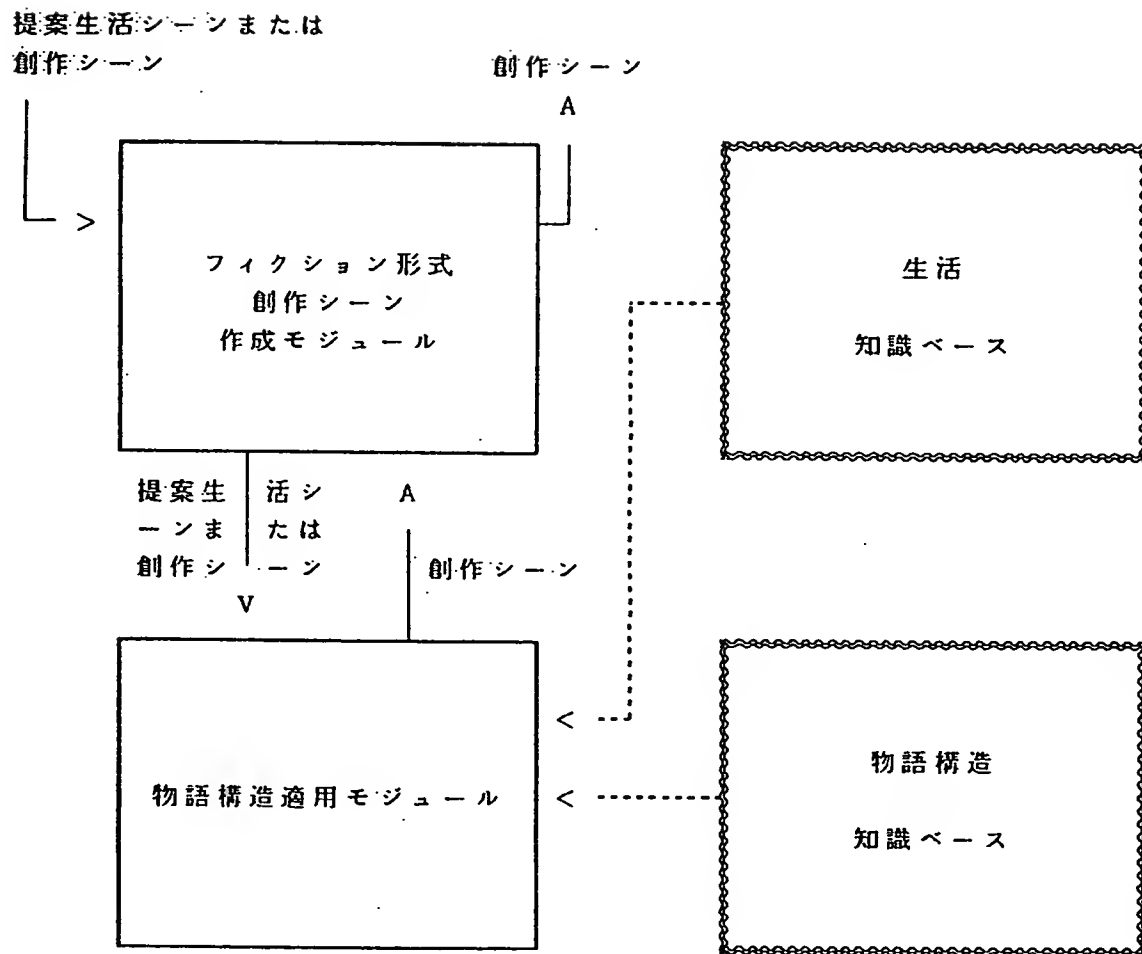 提案生活シーンまたは
創作シーン
創作シーン
A
>
フィクション形式
創作シーン
作成モジュール
生活
知識ベース
提案生活シ
ーンまたは
創作シーン
A
創作シーン
V
<
物語構造適用モジュール
<
物語構造
知識ベース